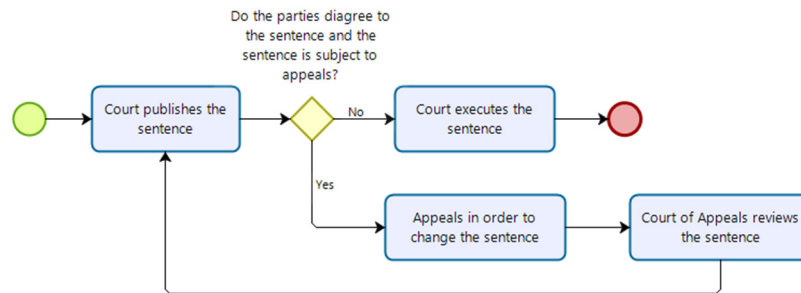 Do the parties diagree to
the sentence and the
sentence is subject to
appeals?
Court publishes the
sentence
No
Court executes the
sentence
Yes
Appeals in order to
change the sentence
Court of Appeals reviews
the sentence